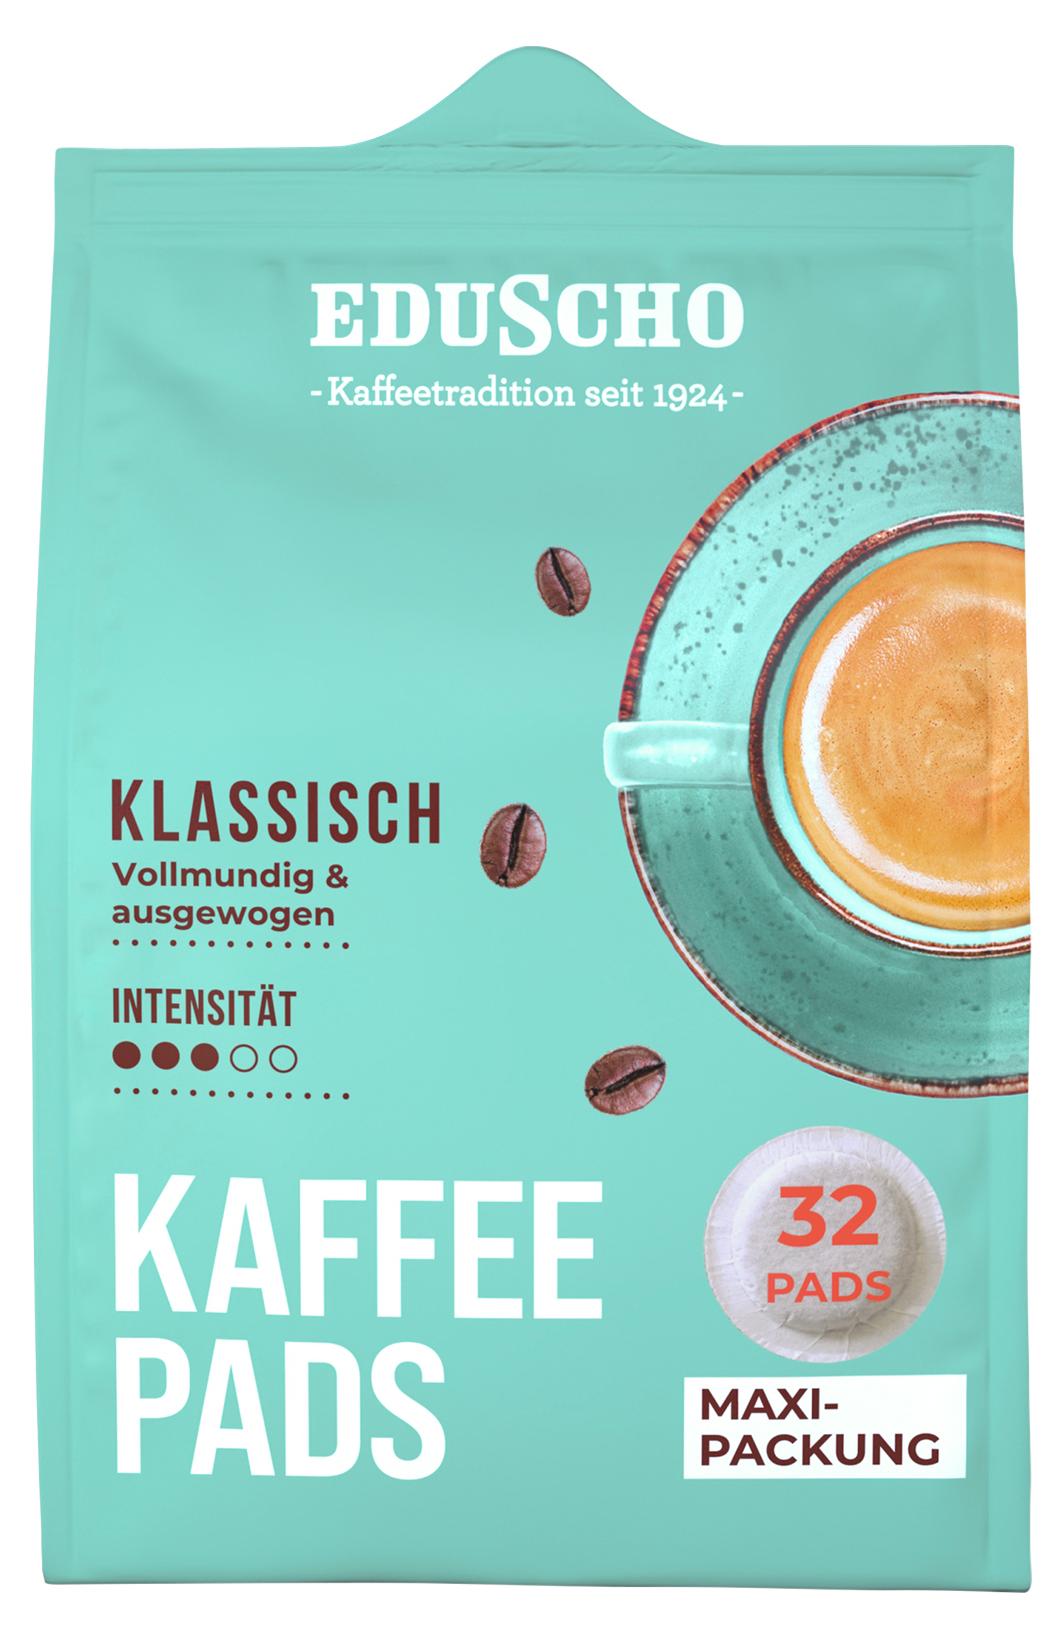 EDUSCHO
-Kaffeetradition seit 1924-
KLASSISCH
Vollmundig &
ausgewogen
INTENSITÄT
KAFFEE
PADS
32
PADS
MAXI-
PACKUNG